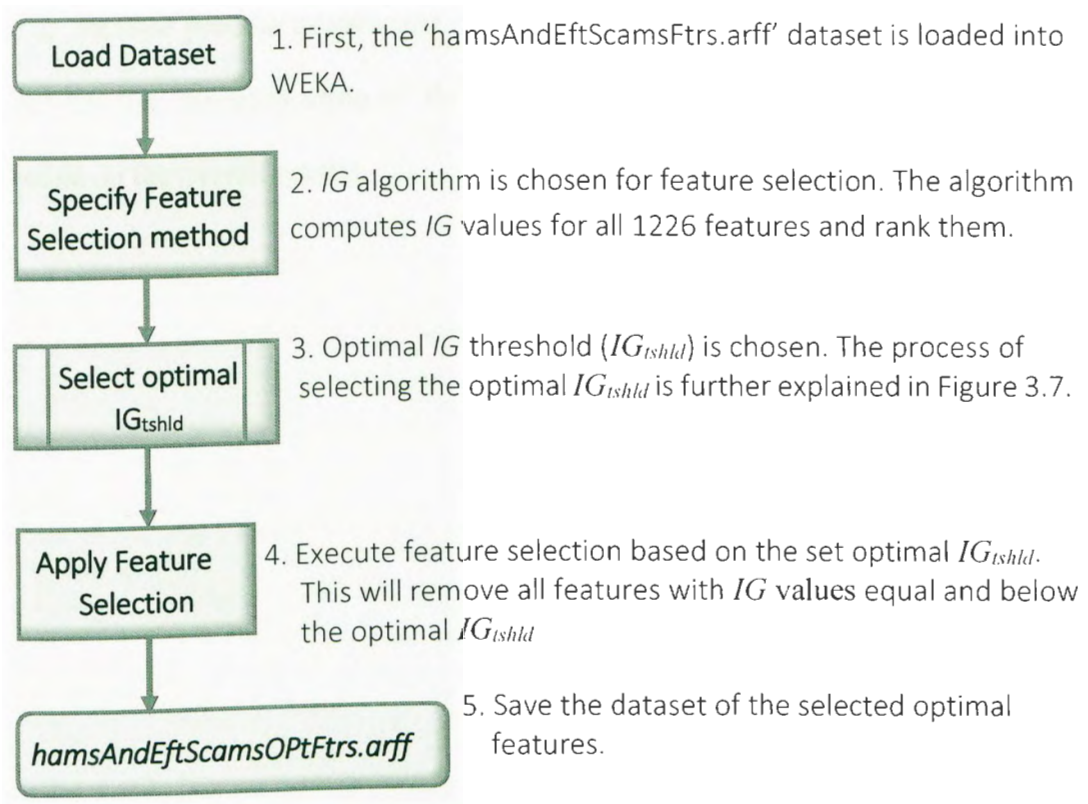 Load Dataset
1. First, the 'hamsAndEftScamsFtrs.arff' dataset is loaded into
WEKA.
Specify Feature
Selection method
2. IG algorithm is chosen for feature selection. The algorithm
computes IG values for all 1226 features and rank them.
Select optimal
IGtshld
3. Optimal IG threshold (IGtshld) is chosen. The process of
selecting the optimal IGtshld is further explained in Figure 3.7.
Apply Feature
Selection
4. Execute feature selection based on the set optimal IGtshld.
This will remove all features with IG values equal and below
the optimal IGtshld
hamsAndEftScamsOPtFtrs.arff
5. Save the dataset of the selected optimal
features.